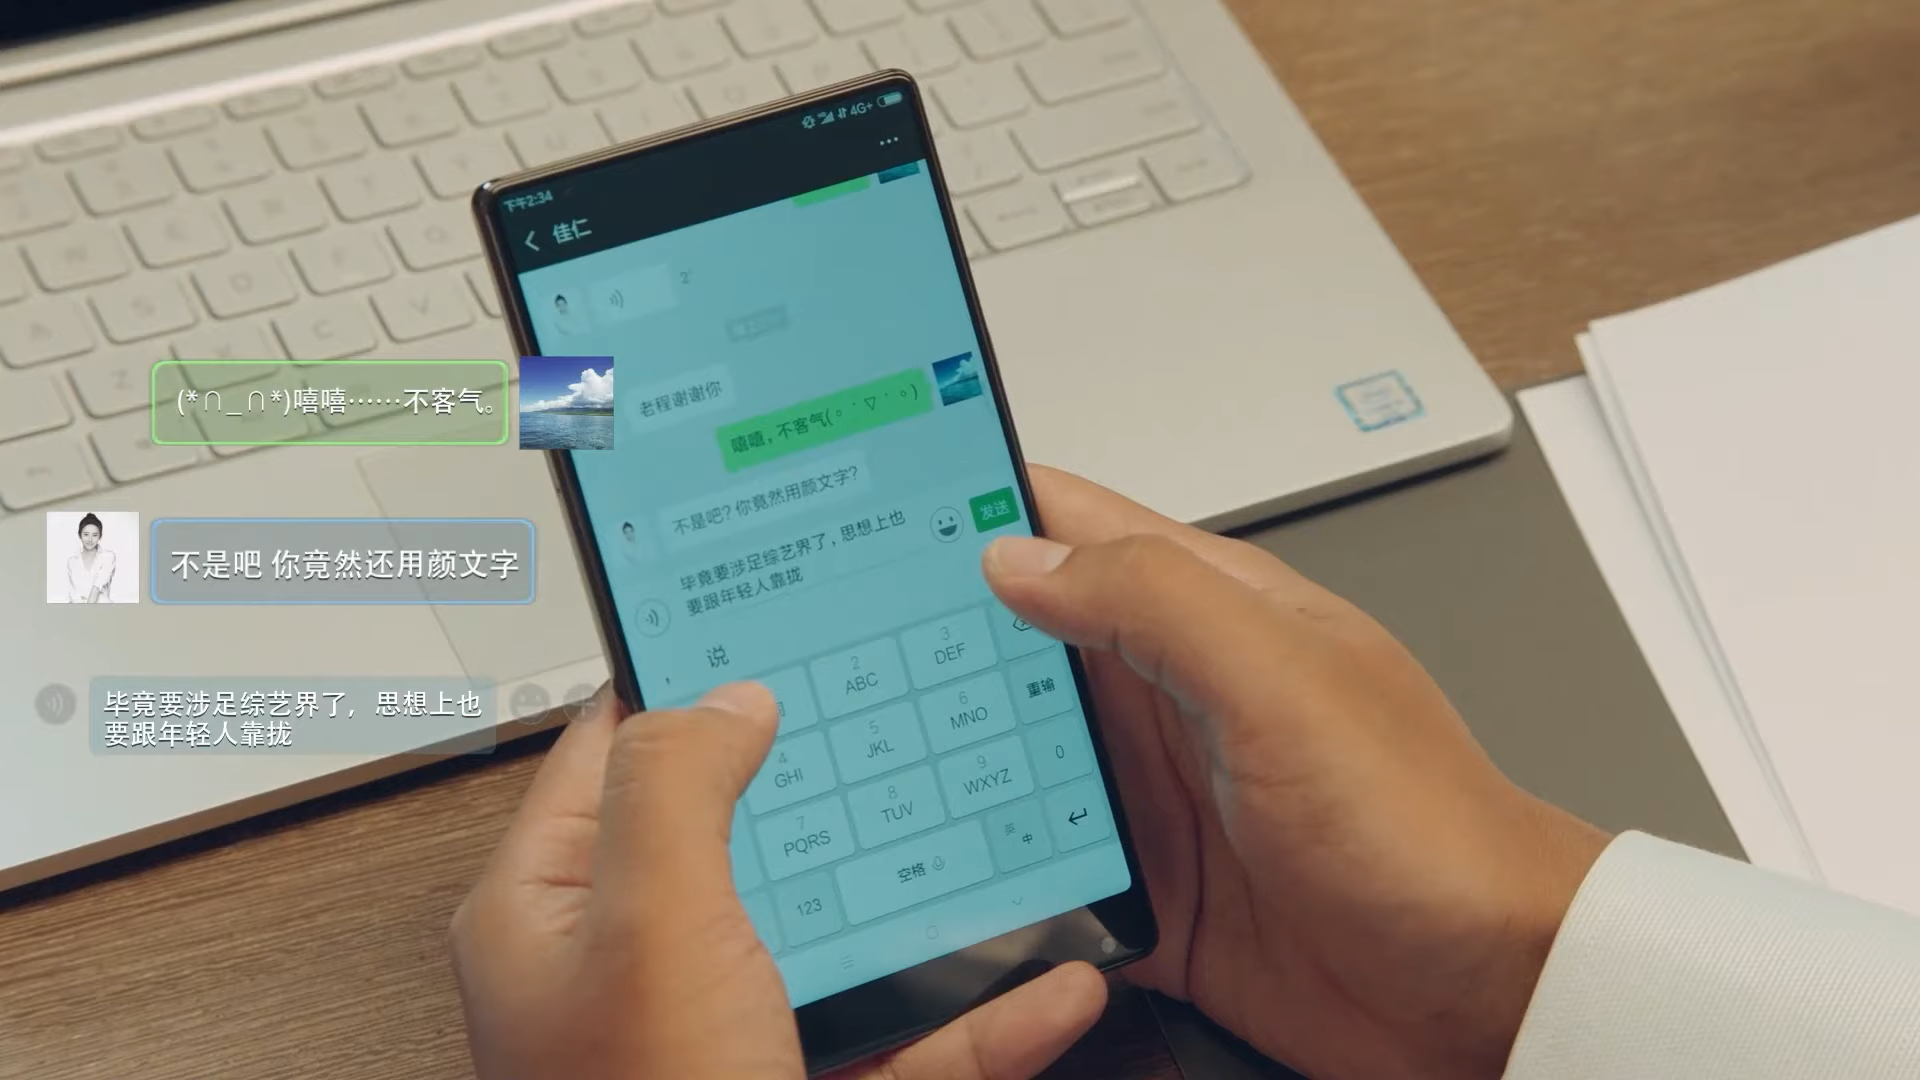 下午2:34
4G+
佳仁
2"
老程谢谢你
嘻嘻，不客气(｡˙▽˙｡)
不是吧？你竟然用颜文字？
毕竟要涉足综艺界了，思想上也
要跟年轻人靠拢
发送
说
2
ABC
3
DEF
4
GHI
5
JKL
6
MNO
重输
7
PQRS
8
TUV
9
WXYZ
0
123
空格
英
中
(*∩_∩*)嘻嘻……不客气。
不是吧 你竟然还用颜文字
毕竟要涉足综艺界了，思想上也
要跟年轻人靠拢